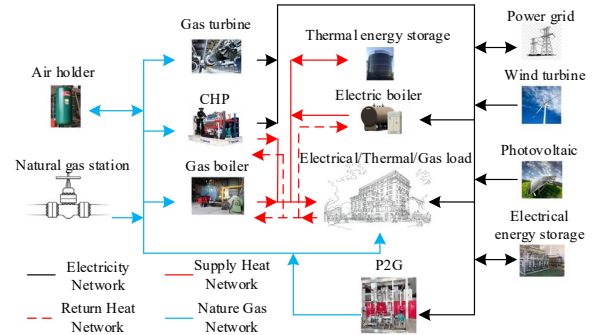 Gas turbine
Power grid
Thermal energy storage
Air holder
CHP
Electric boiler
Wind turbine
Natural gas station
Gas boiler
Electrical/Thermal/Gas load
Photovoltaic
Electrical
energy storage
P2G
Electricity
Network
Supply Heat
Network
Return Heat
Network
Nature Gas
Network